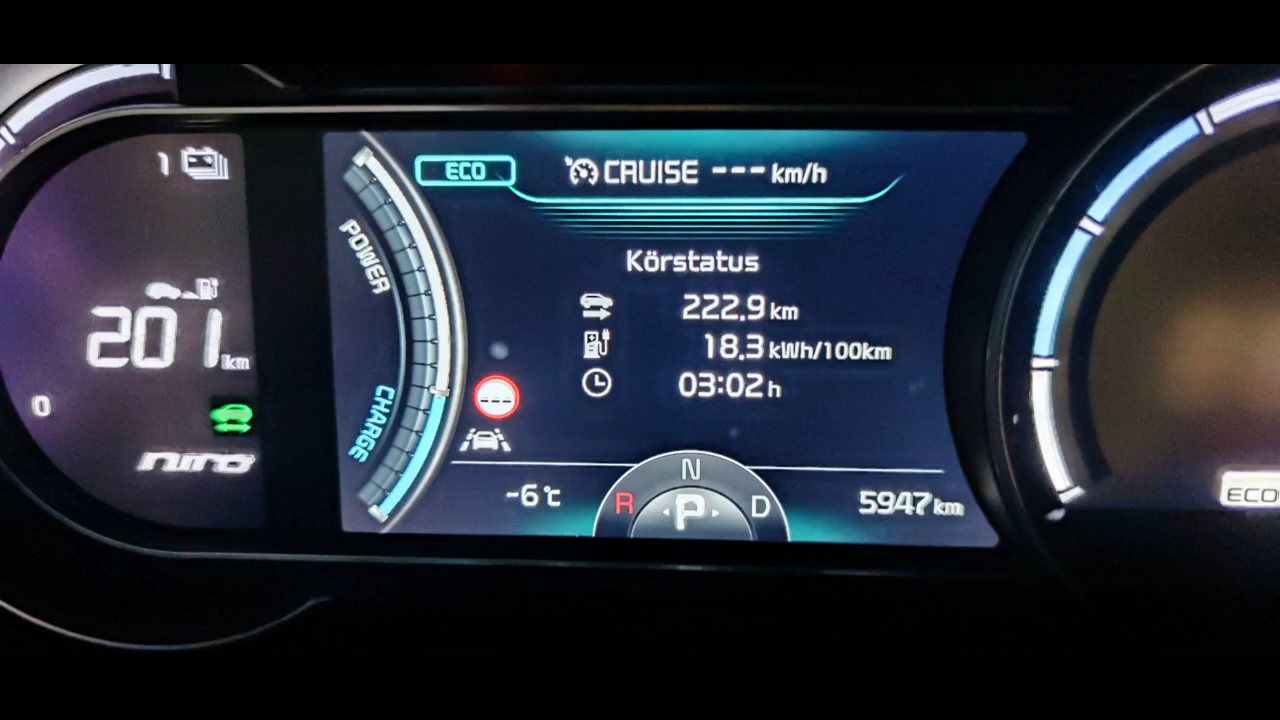 1
201 km
0
niro
POWER
CHARGE
ECO
CRUISE --- km/h
Körstatus
222.9 km
18.3 kWh/100km
03:02 h
---
-6 °C
N
R P D
5947 km
ECO